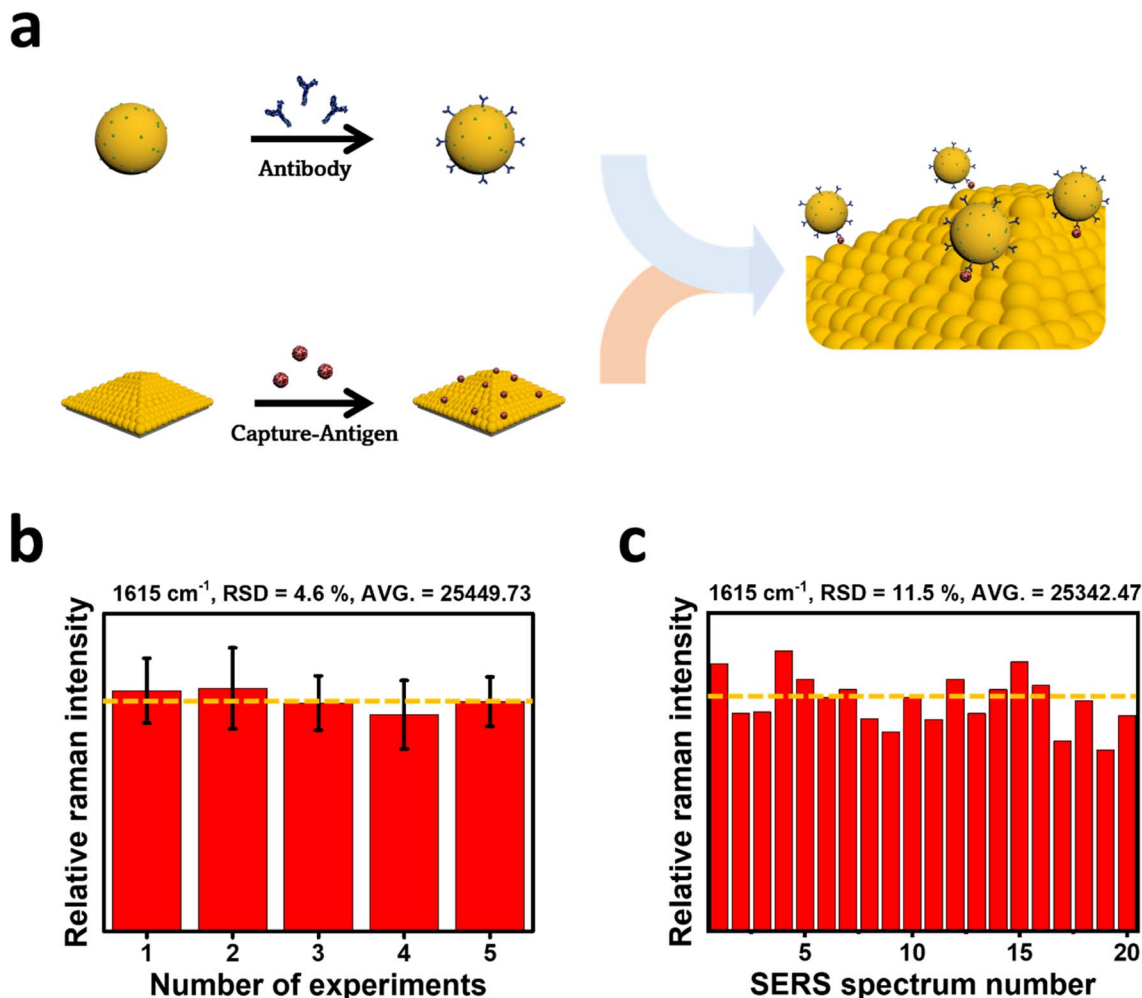 a
Antibody
Capture-Antigen
b
1615 cm⁻¹, RSD = 4.6 %, AVG. = 25449.73
Relative raman intensity
1 2 3 4 5
Number of experiments
c
1615 cm⁻¹, RSD = 11.5 %, AVG. = 25342.47
Relative raman intensity
5 10 15 20
SERS spectrum number